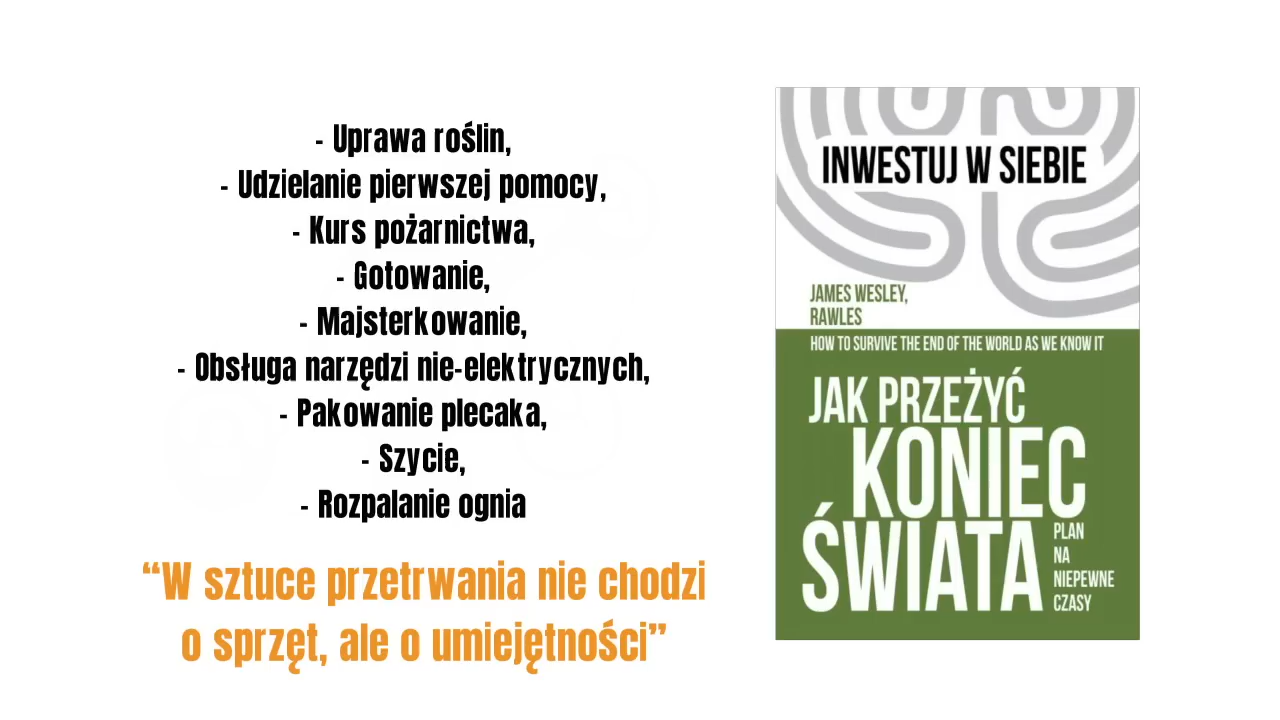 - Uprawa roślin,
- Udzielanie pierwszej pomocy,
- Kurs pożarnictwa,
- Gotowanie,
- Majsterkowanie,
- Obsługa narzędzi nie-elektrycznych,
- Pakowanie plecaka,
- Szycie,
- Rozpalanie ognia
“W sztuce przetrwania nie chodzi
o sprzęt, ale o umiejętności”
INWESTUJ W SIEBIE
JAMES WESLEY,
RAWLES
HOW TO SURVIVE THE END OF THE WORLD AS WE KNOW IT
JAK PRZEŻYĆ
KONIEC
ŚWIATA
PLAN
NA
NIEPEWNE
CZASY